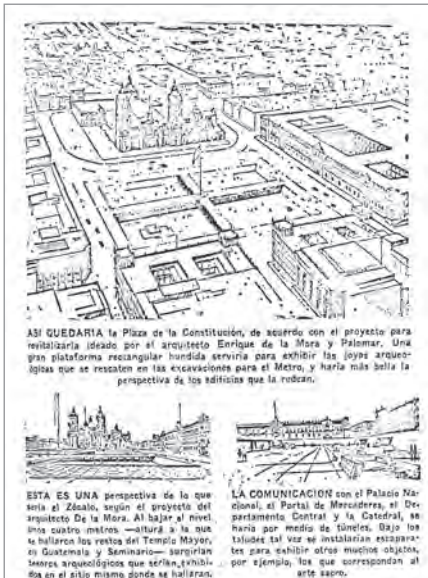 ASI QUEDARIA la Plaza de la Constitución, de acuerdo con el proyecto para
revitalizarla ideado por el arquitecto Enrique de la Mora y Palomar. Una
gran plataforma rectangular hundida serviría para exhibir las joyas arqueo-
lógicas que se rescaten en las excavaciones para el Metro, y haría más bella la
perspectiva de los edificios que la rodean.
ESTA ES UNA perspectiva de lo que
sería el Zócalo, según el proyecto del
arquitecto De la Mora. Al bajar el nivel
unos cuatro metros —altura a la que
se hallaron los restos del Templo Mayor,
en Guatemala y Seminario— surgirían
tesoros arqueológicos que serían exhibi-
dos en el sitio mismo donde se hallaran.
LA COMUNICACION con el Palacio Na-
cional, el Portal de Mercaderes, el De-
partamento Central y la Catedral, se
haría por medio de túneles. Bajo los
taludes tal vez se instalarían escapara-
tes para exhibir otros muchos objetos,
por ejemplo, los que correspondan al
arte sacro.